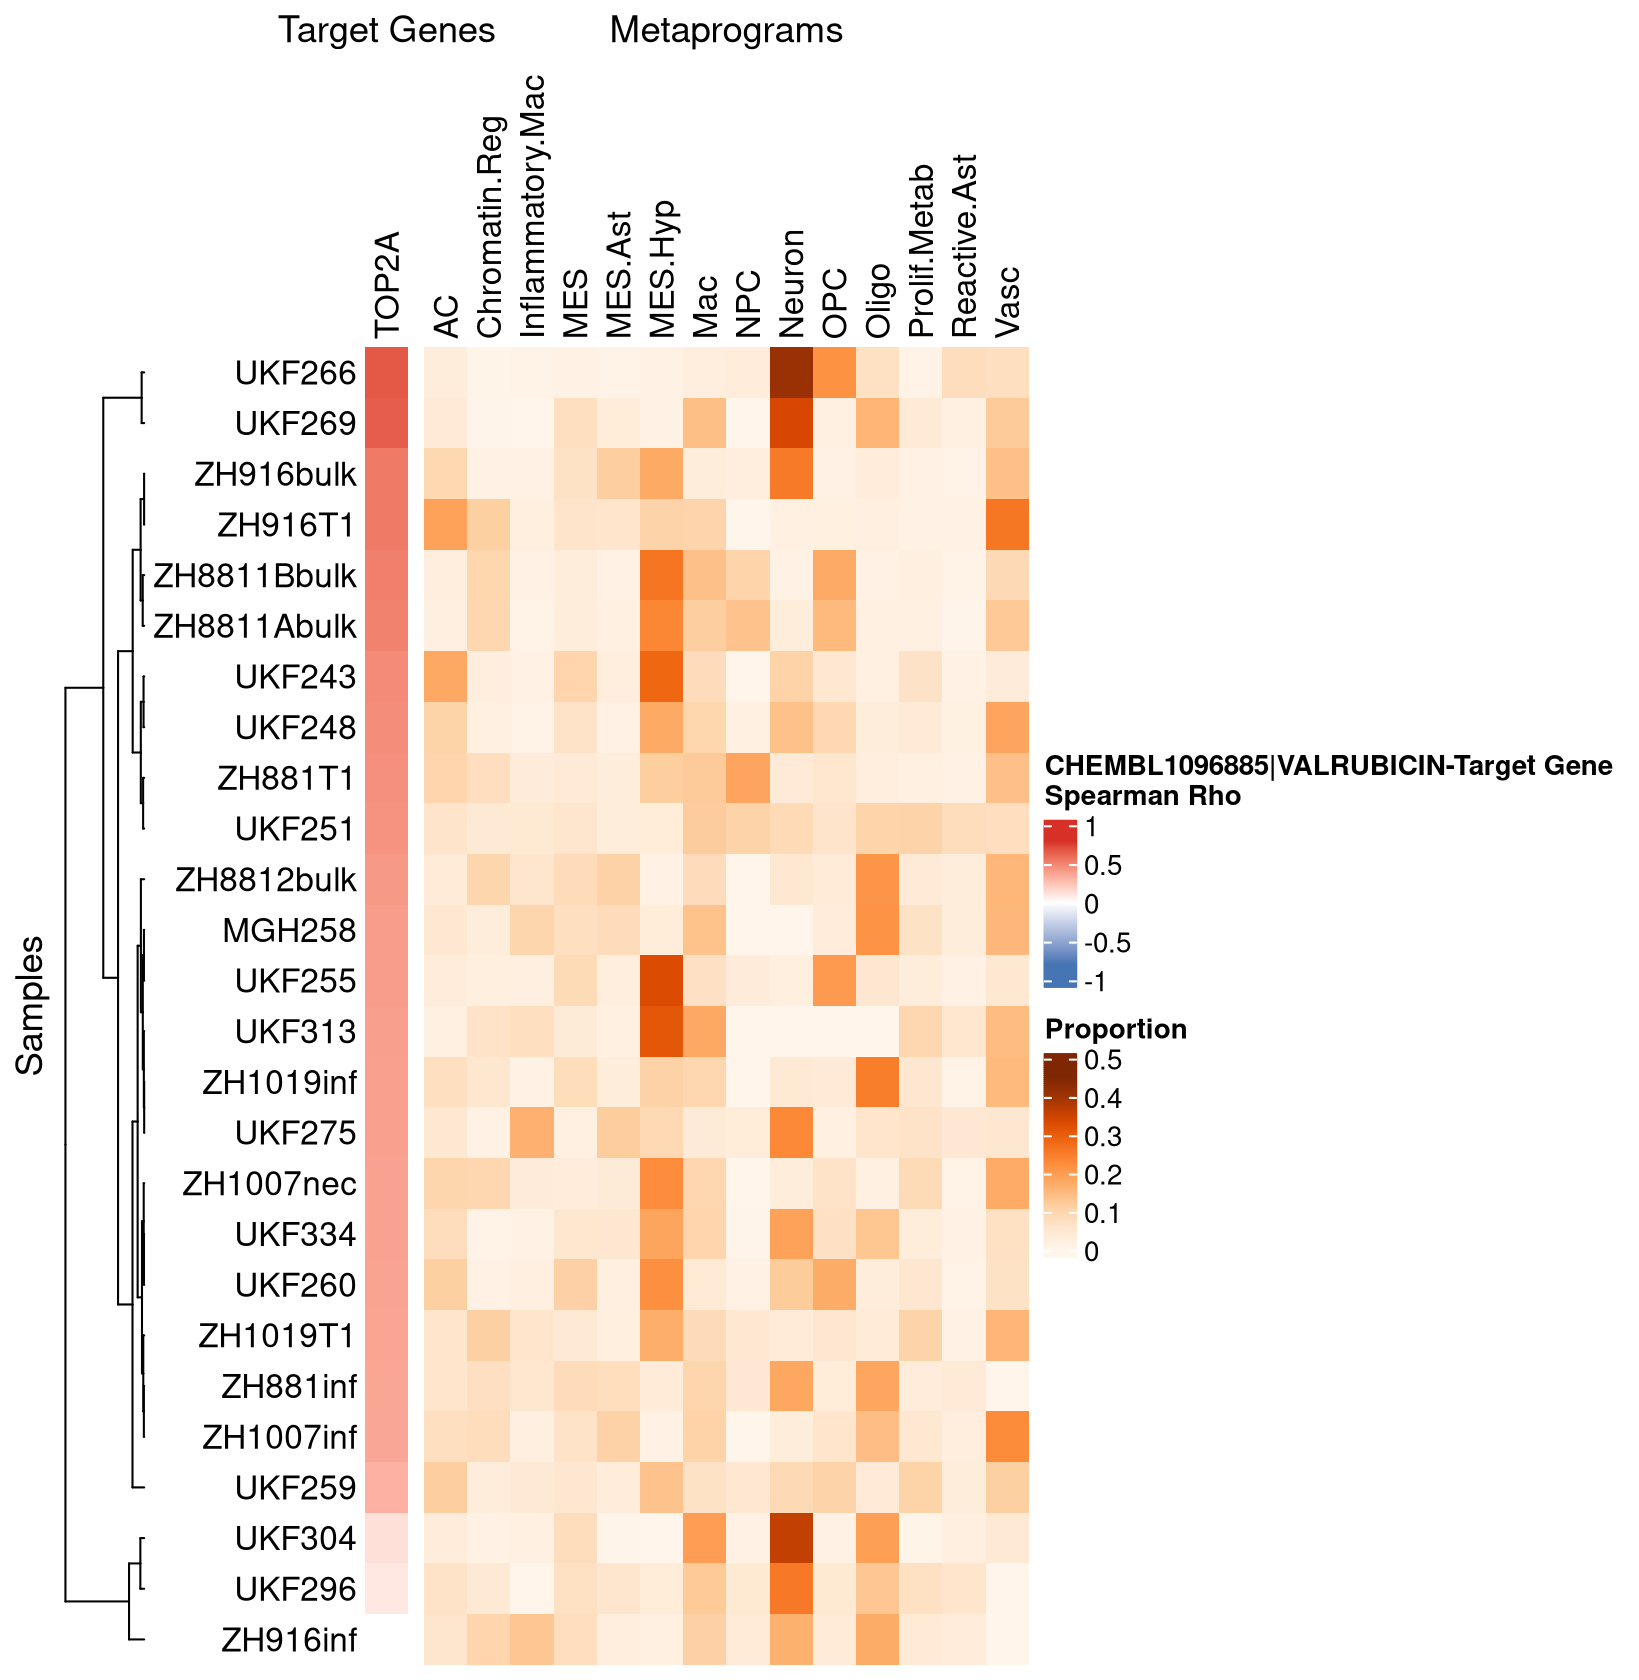 Target Genes
Metaprograms
TOP2A
AC
Chromatin.Reg
Inflammatory.Mac
MES
MES.Ast
MES.Hyp
Mac
NPC
Neuron
OPC
Oligo
Prolif.Metab
Reactive.Ast
Vasc
Samples
UKF266
UKF269
ZH916bulk
ZH916T1
ZH8811Bbulk
ZH8811Abulk
UKF243
UKF248
ZH881T1
UKF251
ZH8812bulk
MGH258
UKF255
UKF313
ZH1019inf
UKF275
ZH1007nec
UKF334
UKF260
ZH1019T1
ZH881inf
ZH1007inf
UKF259
UKF304
UKF296
ZH916inf
CHEMBL1096885|VALRUBICIN-Target Gene
Spearman Rho
1
0.5
0
-0.5
-1
Proportion
0.5
0.4
0.3
0.2
0.1
0